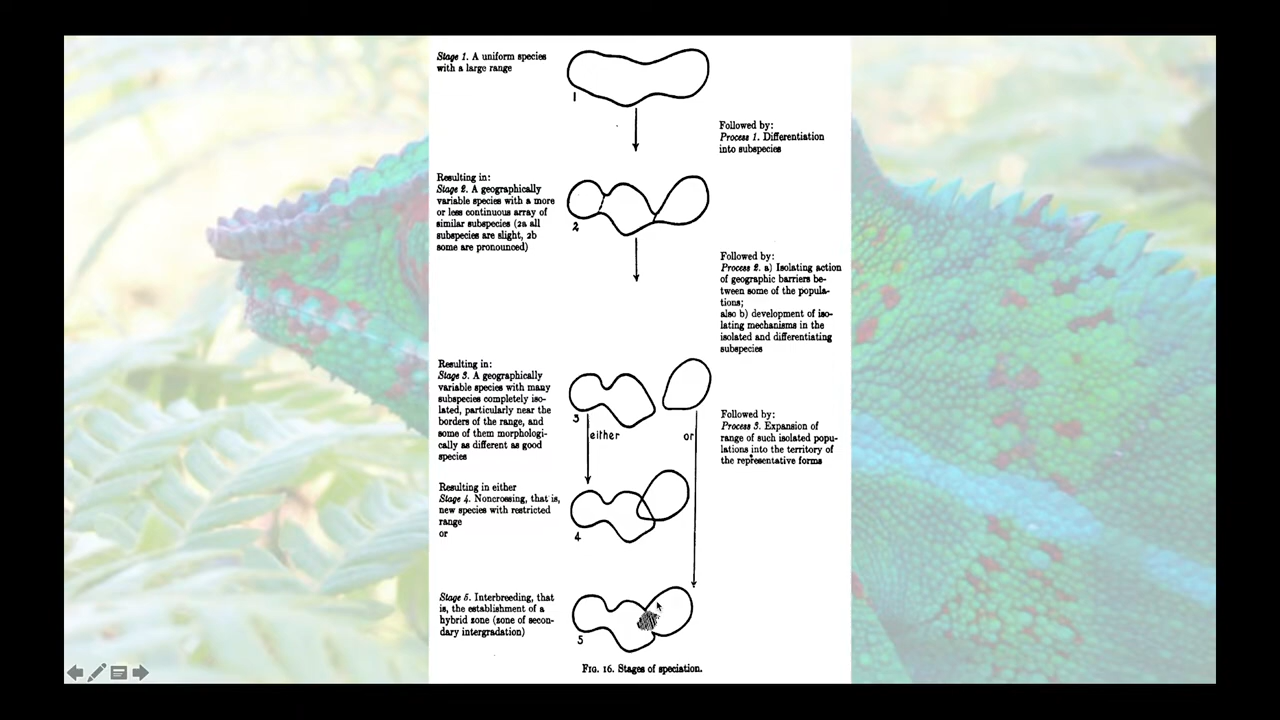 Stage 1. A uniform species
with a large range
1
Followed by:
Process 1. Differentiation
into subspecies
Resulting in:
Stage 2. A geographically
variable species with a more
or less continuous array of
similar subspecies (2a all
subspecies are slight, 2b
some are pronounced)
2
Followed by:
Process 2. a) Isolating action
of geographic barriers be-
tween some of the popula-
tions;
also b) development of iso-
lating mechanisms in the
isolated and differentiating
subspecies
Resulting in:
Stage 3. A geographically
variable species with many
subspecies completely iso-
lated, particularly near the
borders of the range, and
some of them morphologi-
cally as different as good
species
3
either
or
Followed by:
Process 3. Expansion of
range of such isolated popu-
lations into the territory of
the representative forms
Resulting in either
Stage 4. Noncrossing, that is,
new species with restricted
range
or
4
Stage 5. Interbreeding, that
is, the establishment of a
hybrid zone (zone of secon-
dary intergradation)
5
FIG. 16. Stages of speciation.